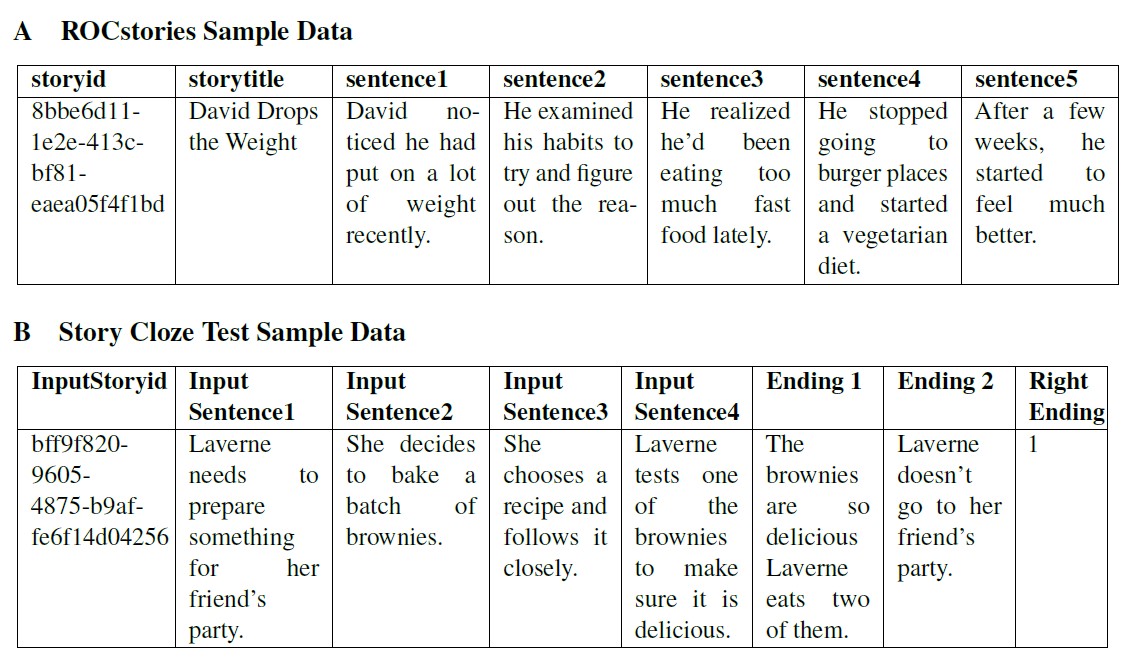 A ROCstories Sample Data
storyid storytitle sentence1 sentence2 sentence3 sentence4 sentence5
8bbe6d11- David Drops David no- He examined He realized He stopped After a few
1e2e-413c- the Weight ticed he had his habits to he'd been going to weeks, he
bf81- put on a lot try and figure eating too burger places started to
eaea05f4f1bd of weight out the rea- much fast and started feel much
recently. son. food lately. a vegetarian better.
diet.
B Story Cloze Test Sample Data
InputStoryid Input Input Input Input Ending 1 Ending 2 Right
Sentence1 Sentence2 Sentence3 Sentence4 Ending
bff9f820- Laverne She decides She Laverne The Laverne 1
9605- needs to to bake a chooses a tests one brownies doesn't
4875-b9af- prepare batch of recipe and of the are so go to her
fe6f14d04256 something brownies. follows it brownies delicious friend's
for her closely. to make Laverne party.
friend's sure it is eats two
party. delicious. of them.